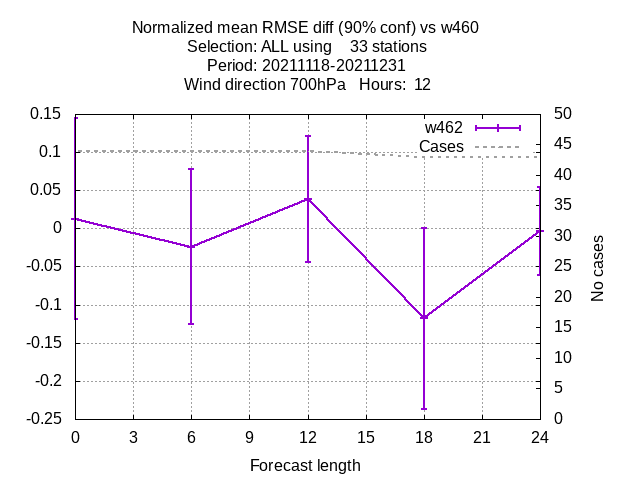 Normalized mean RMSE diff (90% conf) vs w460
Selection: ALL using    33 stations
Period: 20211118-20211231
Wind direction 700hPa   Hours:  12
w462
Cases
0.15
0.1
0.05
0
-0.05
-0.1
-0.15
-0.2
-0.25
50
45
40
35
30
25
20
15
10
5
0
No cases
0 3 6 9 12 15 18 21 24
Forecast length